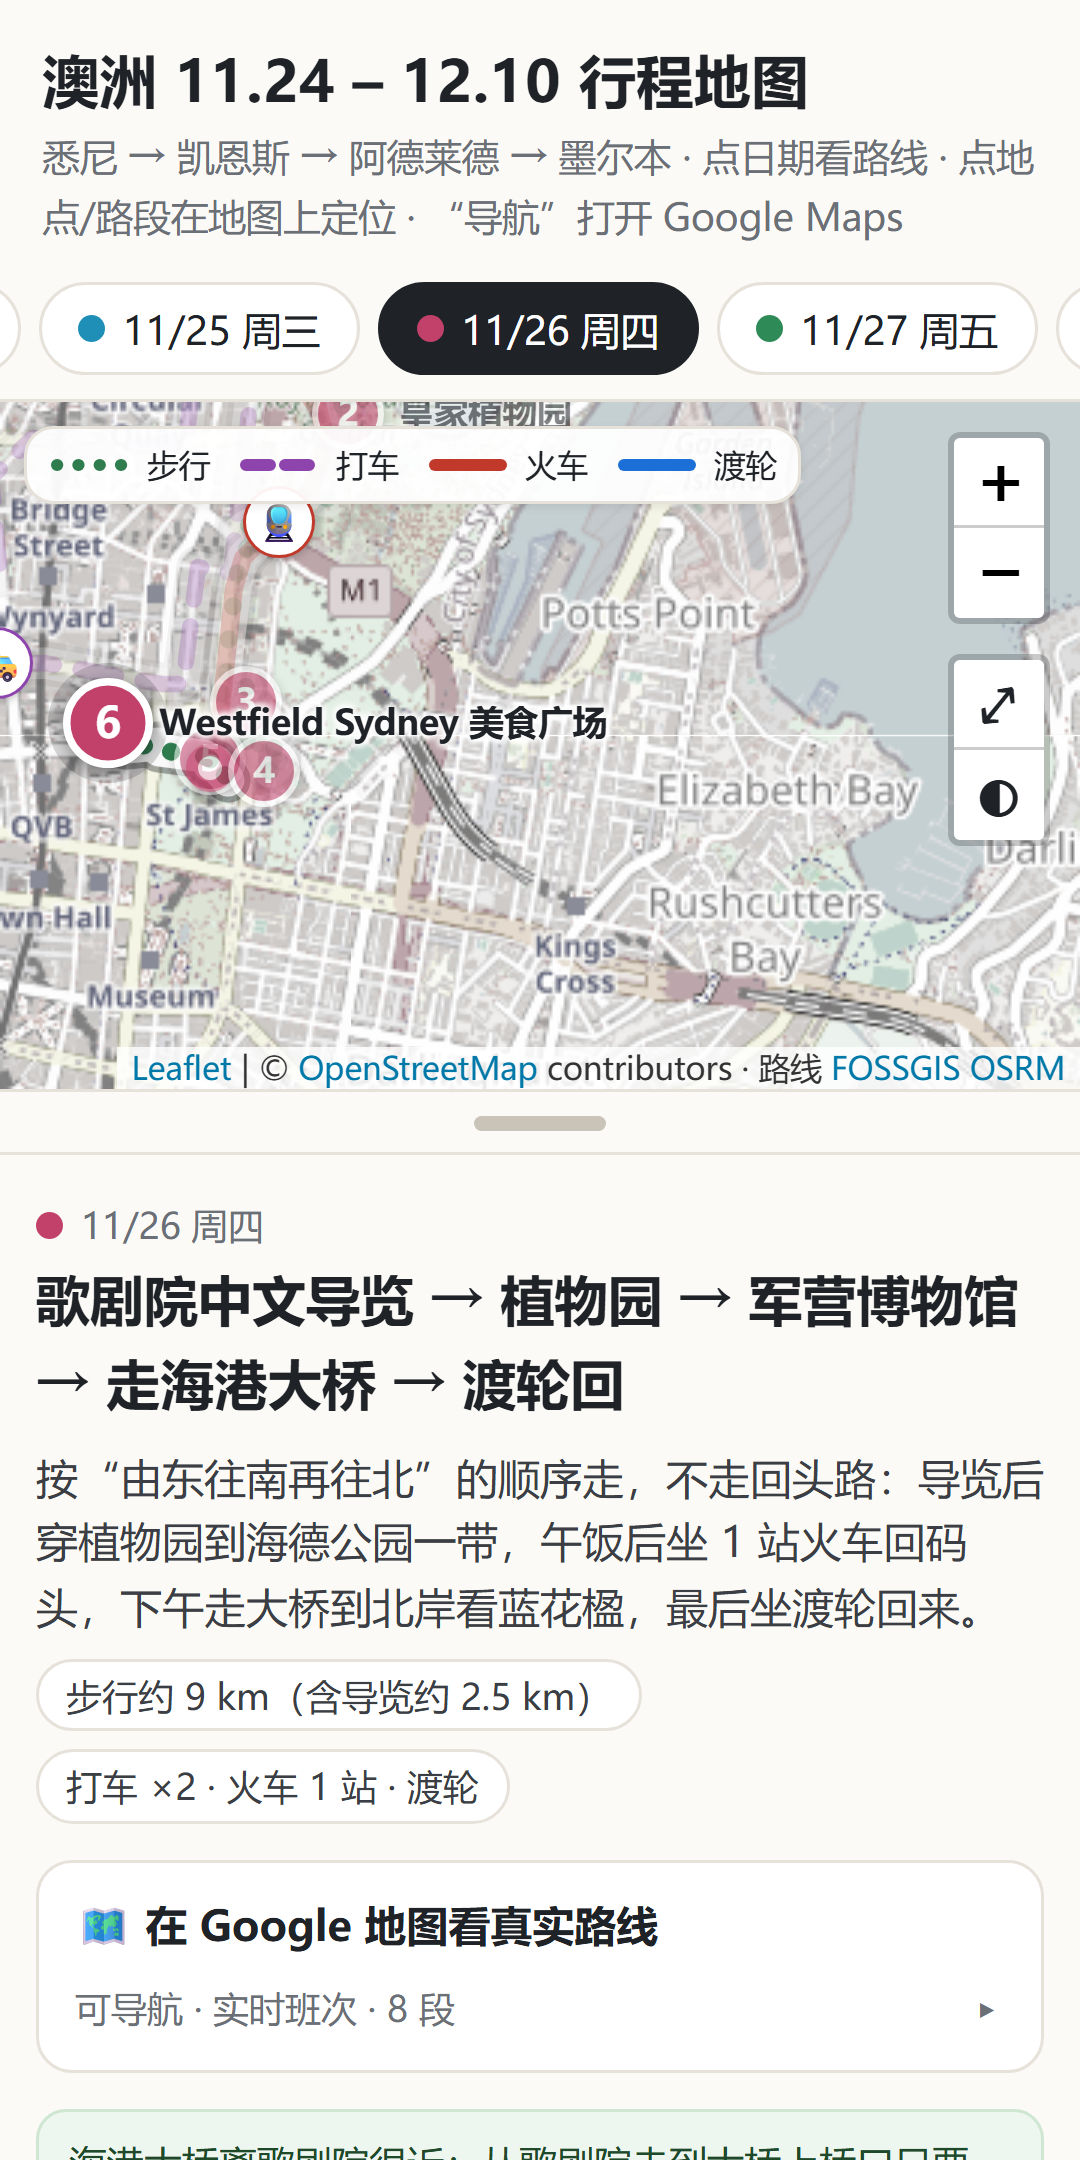 澳洲 11.24 – 12.10 行程地图
悉尼 → 凯恩斯 → 阿德莱德 → 墨尔本 · 点日期看路线 · 点地
点/路段在地图上定位 · “导航”打开 Google Maps
11/25 周三
11/26 周四
11/27 周五
2 皇家植物园
步行 打车 火车 渡轮
+
Bridge
Street
−
M1
Potts Point
Wynyard
3
6 Westfield Sydney 美食广场
5 4
Elizabeth Bay
St James
QVB
Rushcutters
Bay
Kings
Cross
Museum
Leaflet | © OpenStreetMap contributors · 路线 FOSSGIS OSRM
11/26 周四
歌剧院中文导览 → 植物园 → 军营博物馆
→ 走海港大桥 → 渡轮回
按“由东往南再往北”的顺序走，不走回头路：导览后
穿植物园到海德公园一带，午饭后坐 1 站火车回码
头，下午走大桥到北岸看蓝花楹，最后坐渡轮回来。
步行约 9 km（含导览约 2.5 km）
打车 ×2 · 火车 1 站 · 渡轮
在 Google 地图看真实路线
可导航 · 实时班次 · 8 段